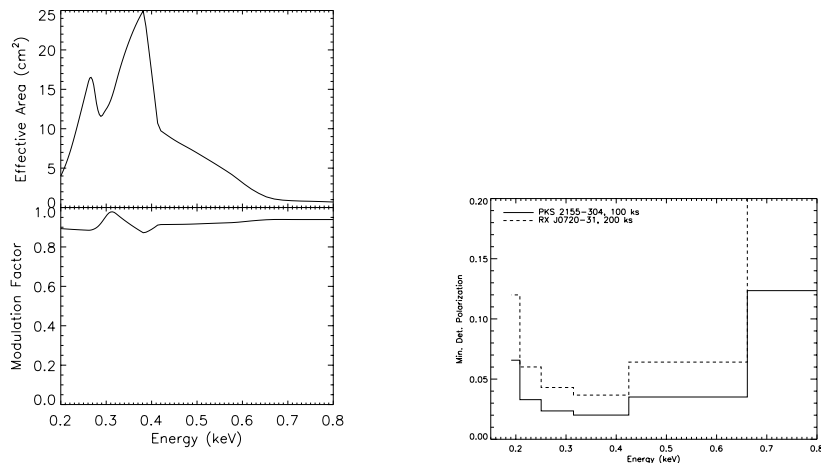 25
20
15
10
5
0
Effective Area (cm²)
1.0
0.8
0.6
0.4
0.2
0.0
Modulation Factor
0.2 0.3 0.4 0.5 0.6 0.7 0.8
Energy (keV)
0.20
0.15
0.10
0.05
0.00
Min. Det. Polarization
PKS 2155-304, 100 ks
RX J0720-31, 200 ks
0.2 0.3 0.4 0.5 0.6 0.7 0.8
Energy (keV)